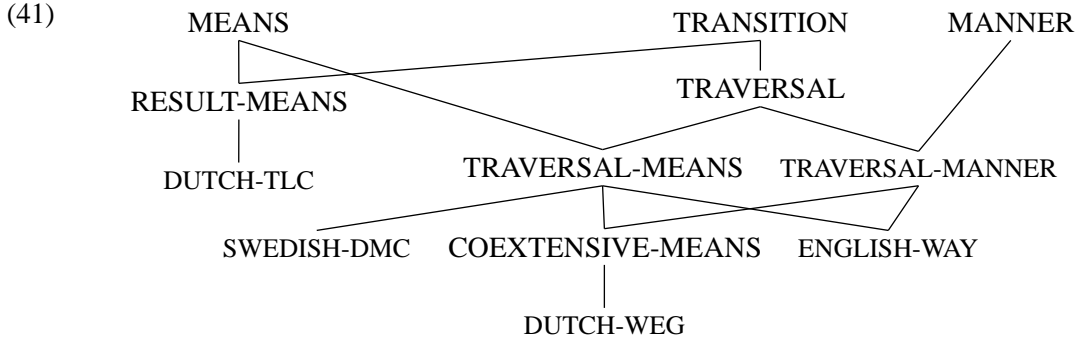 (41) MEANS TRANSITION MANNER
RESULT-MEANS TRAVERSAL
DUTCH-TLC TRAVERSAL-MEANS TRAVERSAL-MANNER
SWEDISH-DMC COEXTENSIVE-MEANS ENGLISH-WAY
DUTCH-WEG